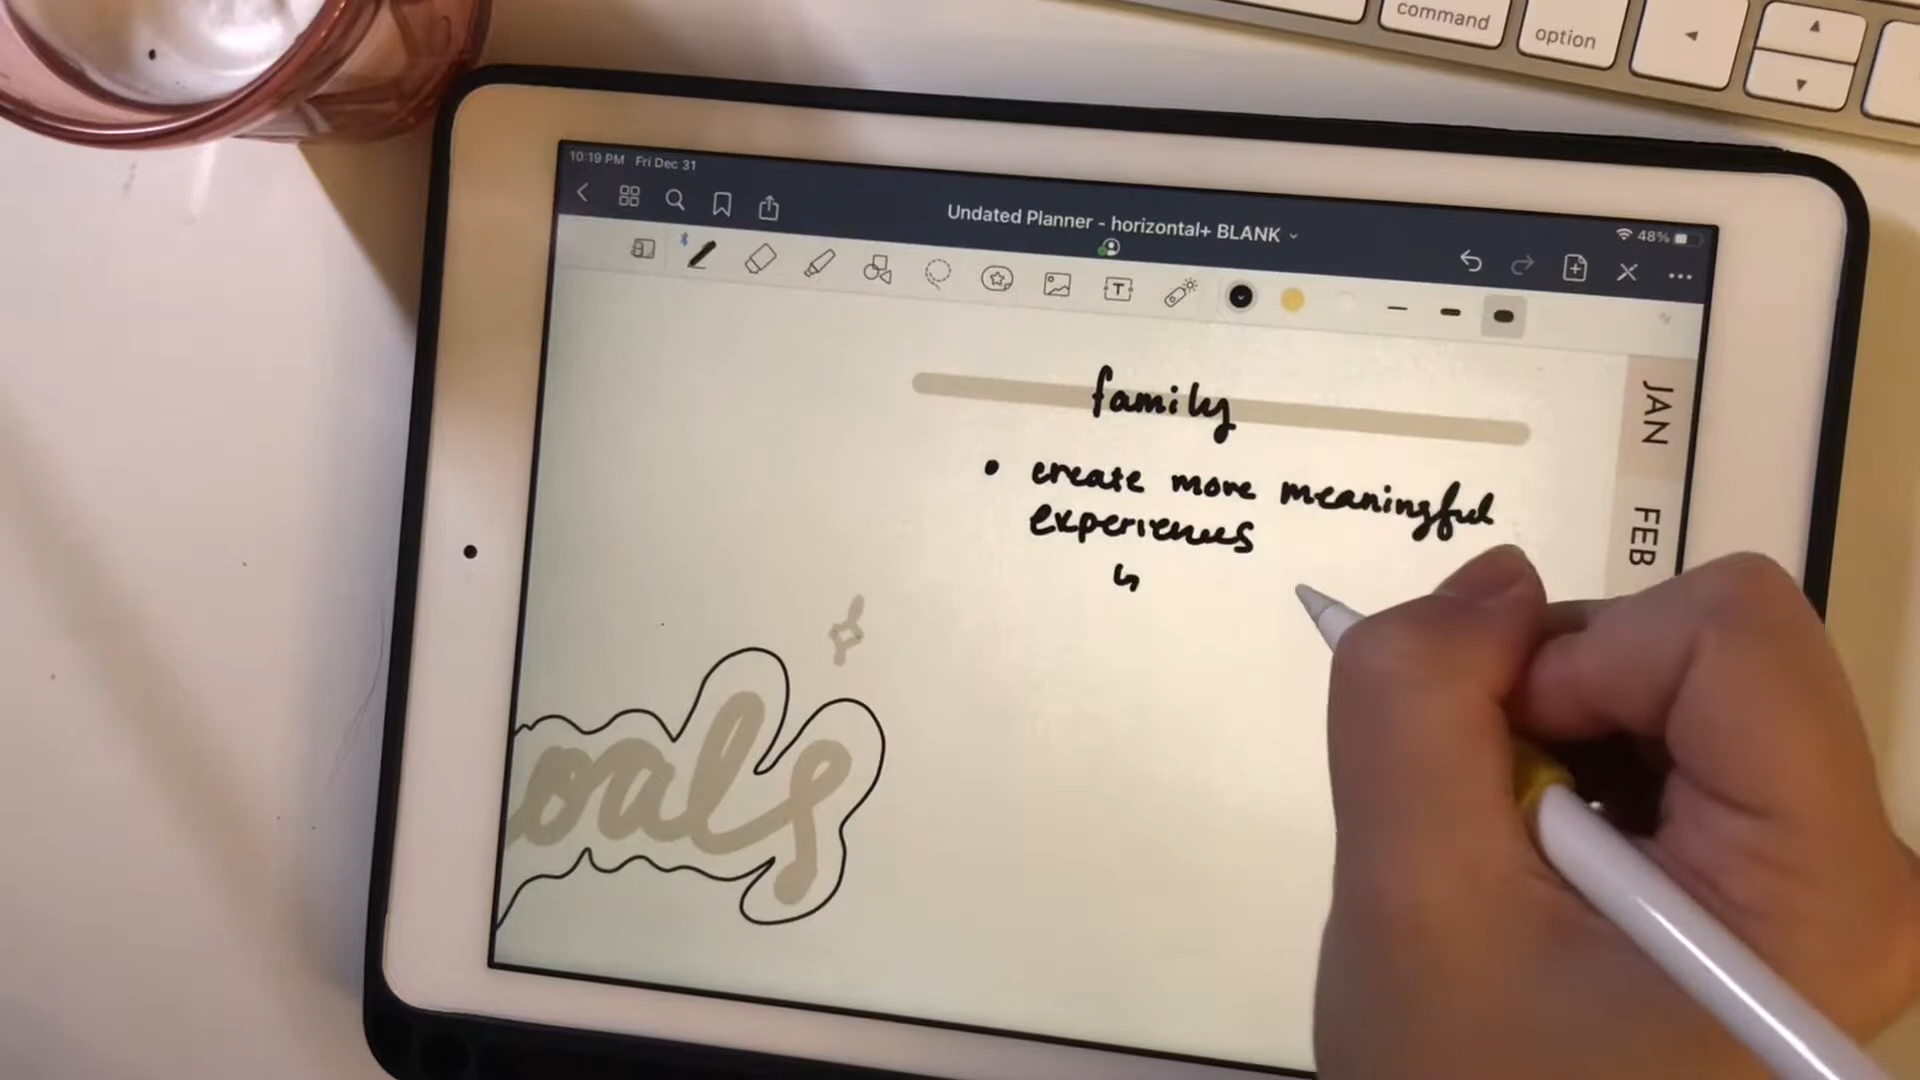 command
option
10:19 PM Fri Dec 31
Undated Planner - horizontal+ BLANK
48%
T
JAN
FEB
family
• create more meaningful
experiences
↳
oals